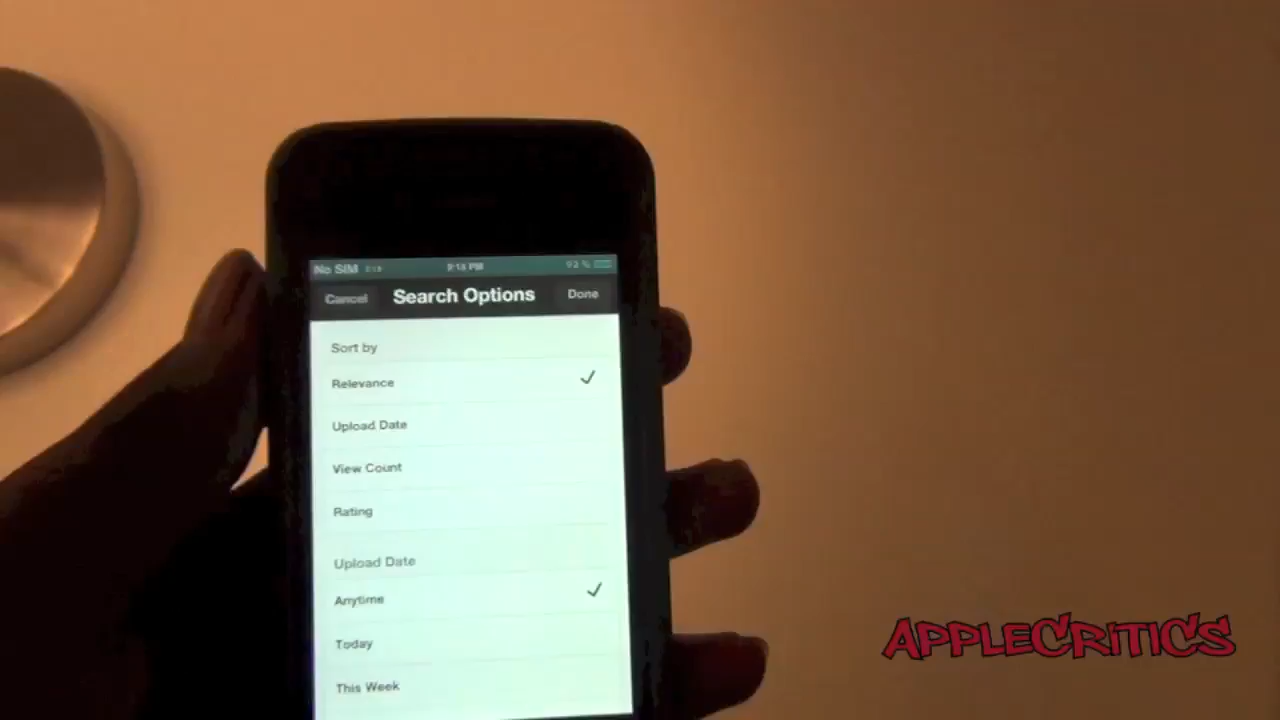 No SIM
92 %
Cancel Search Options Done
Sort by
Relevance
Upload Date
View Count
Rating
Upload Date
Anytime
Today
This Week
APPLECRITICS